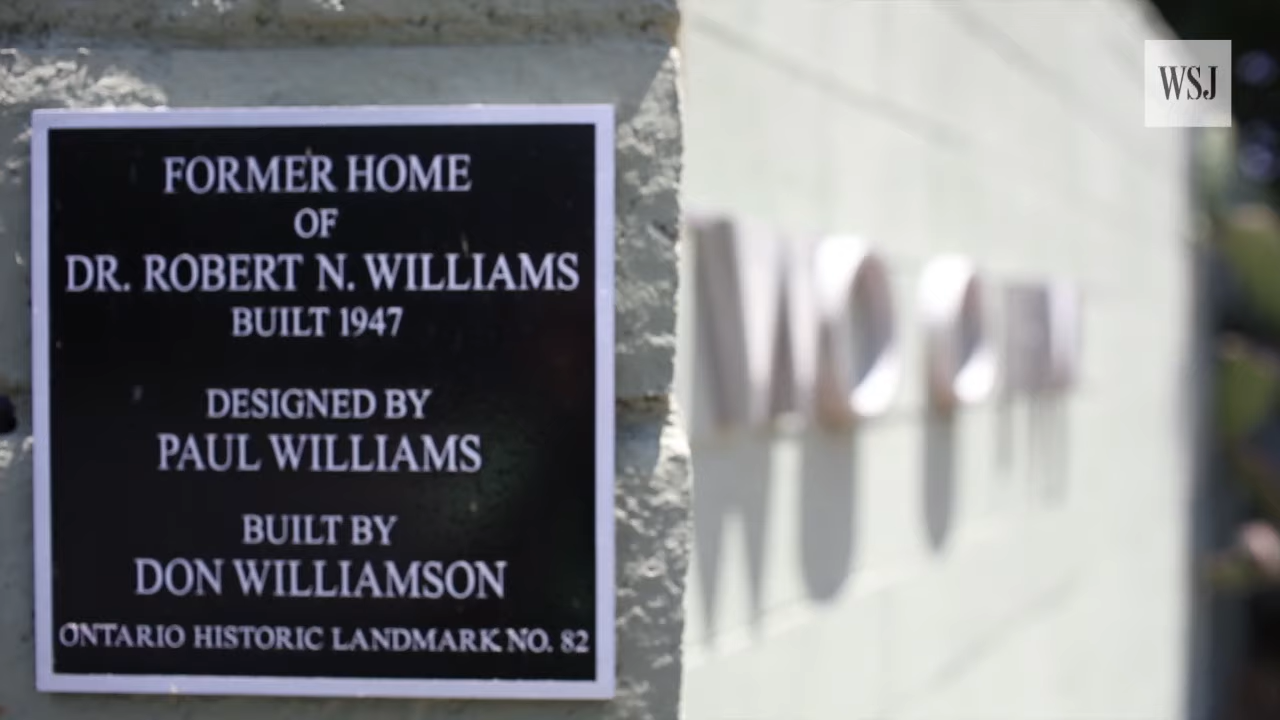 FORMER HOME
OF
DR. ROBERT N. WILLIAMS
BUILT 1947
DESIGNED BY
PAUL WILLIAMS
BUILT BY
DON WILLIAMSON
ONTARIO HISTORIC LANDMARK NO. 82
WSJ